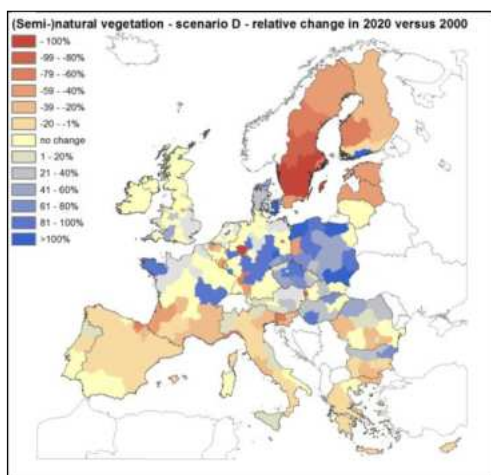 (Semi-)natural vegetation - scenario D - relative change in 2020 versus 2000
- 100%
-99 - -80%
-79 - -60%
-59 - -40%
-39 - -20%
-20 - -1%
no change
1 - 20%
21 - 40%
41 - 60%
61 - 80%
81 - 100%
>100%